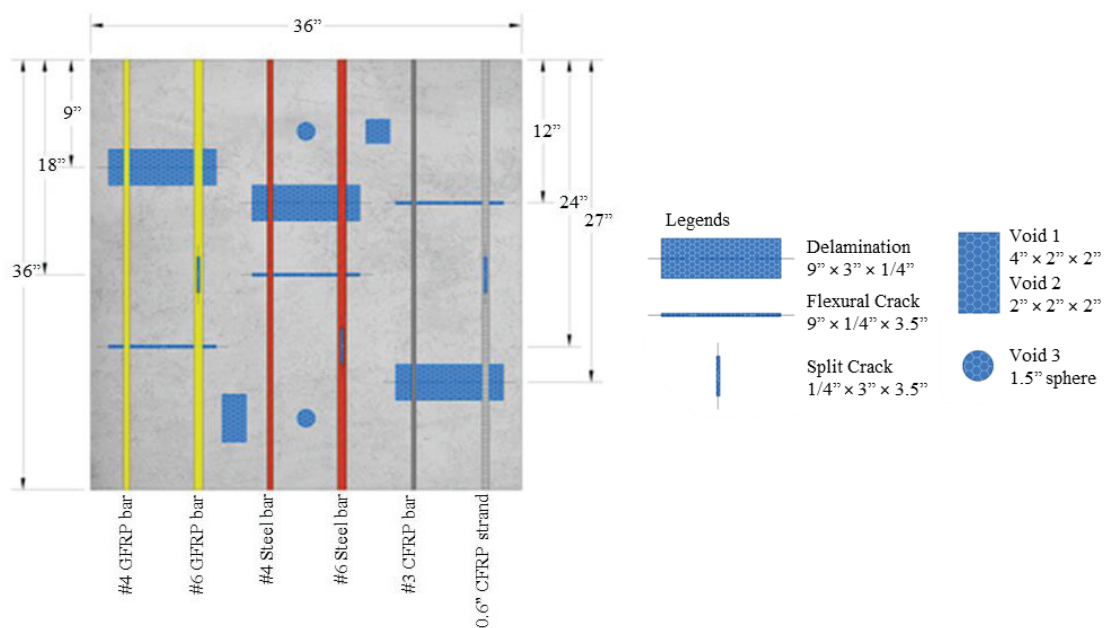 36”
9”
18”
36”
12”
24”
27”
#4 GFRP bar
#6 GFRP bar
#4 Steel bar
#6 Steel bar
#3 CFRP bar
0.6” CFRP strand
Legends
Delamination
9” × 3” × 1/4”
Flexural Crack
9” × 1/4” × 3.5”
Split Crack
1/4” × 3” × 3.5”
Void 1
4” × 2” × 2”
Void 2
2” × 2” × 2”
Void 3
1.5” sphere